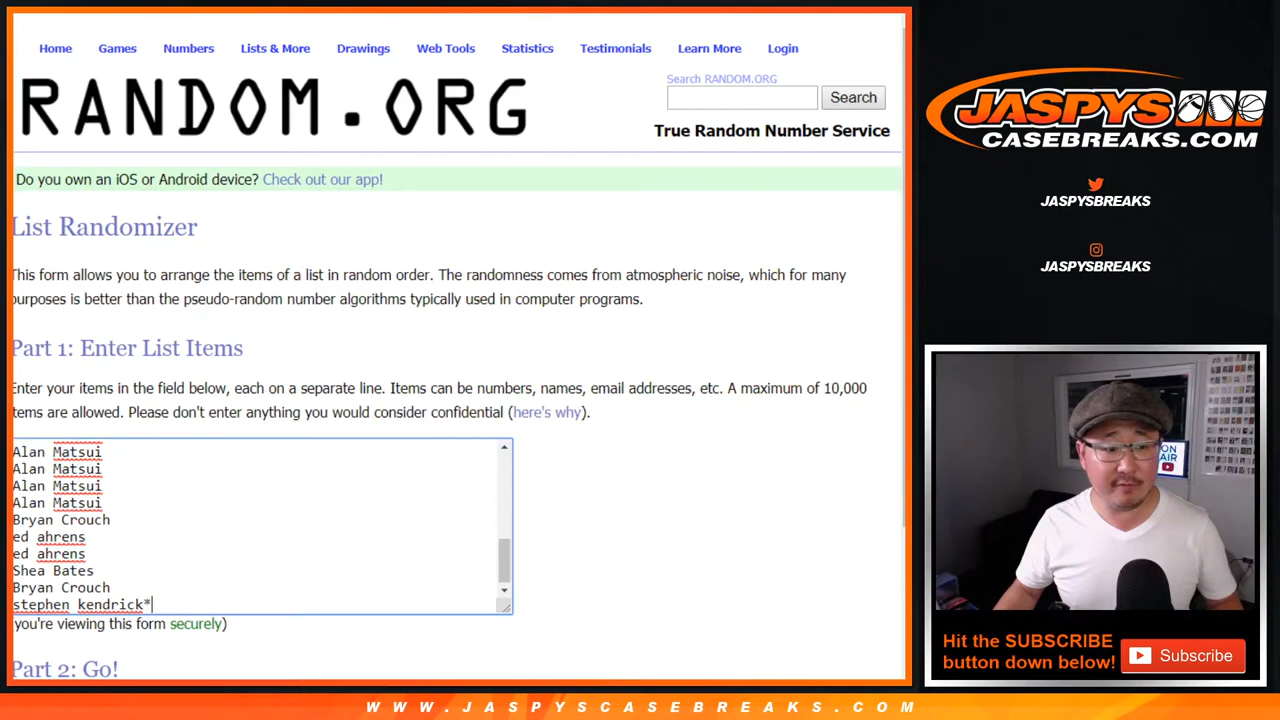 Home Games Numbers Lists & More Drawings Web Tools Statistics Testimonials Learn More Login
RANDOM.ORG
Search RANDOM.ORG
Search
True Random Number Service
Do you own an iOS or Android device? Check out our app!
List Randomizer
This form allows you to arrange the items of a list in random order. The randomness comes from atmospheric noise, which for many
purposes is better than the pseudo-random number algorithms typically used in computer programs.
Part 1: Enter List Items
Enter your items in the field below, each on a separate line. Items can be numbers, names, email addresses, etc. A maximum of 10,000
items are allowed. Please don't enter anything you would consider confidential (here's why).
Alan Matsui
Alan Matsui
Alan Matsui
Alan Matsui
Bryan Crouch
ed ahrens
ed ahrens
Shea Bates
Bryan Crouch
stephen kendrick*
you're viewing this form securely)
Part 2: Go!
JASPYS
CASEBREAKS.COM
JASPYSBREAKS
JASPYSBREAKS
ON
AIR
Hit the SUBSCRIBE
button down below!
Subscribe
WWW.JASPYSCASEBREAKS.COM